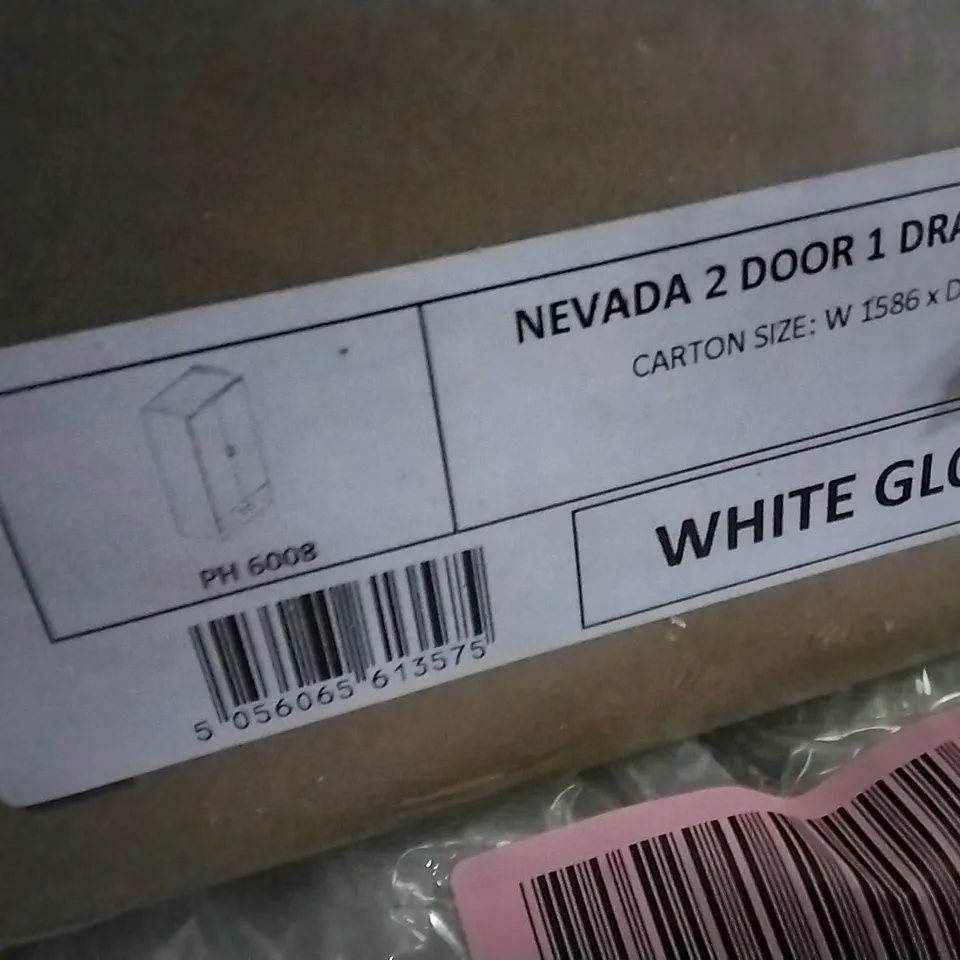 NEVADA 2 DOOR 1 DRA
CARTON SIZE: W 1586 x D
PH 6008
WHITE GLO
5 056065 613575